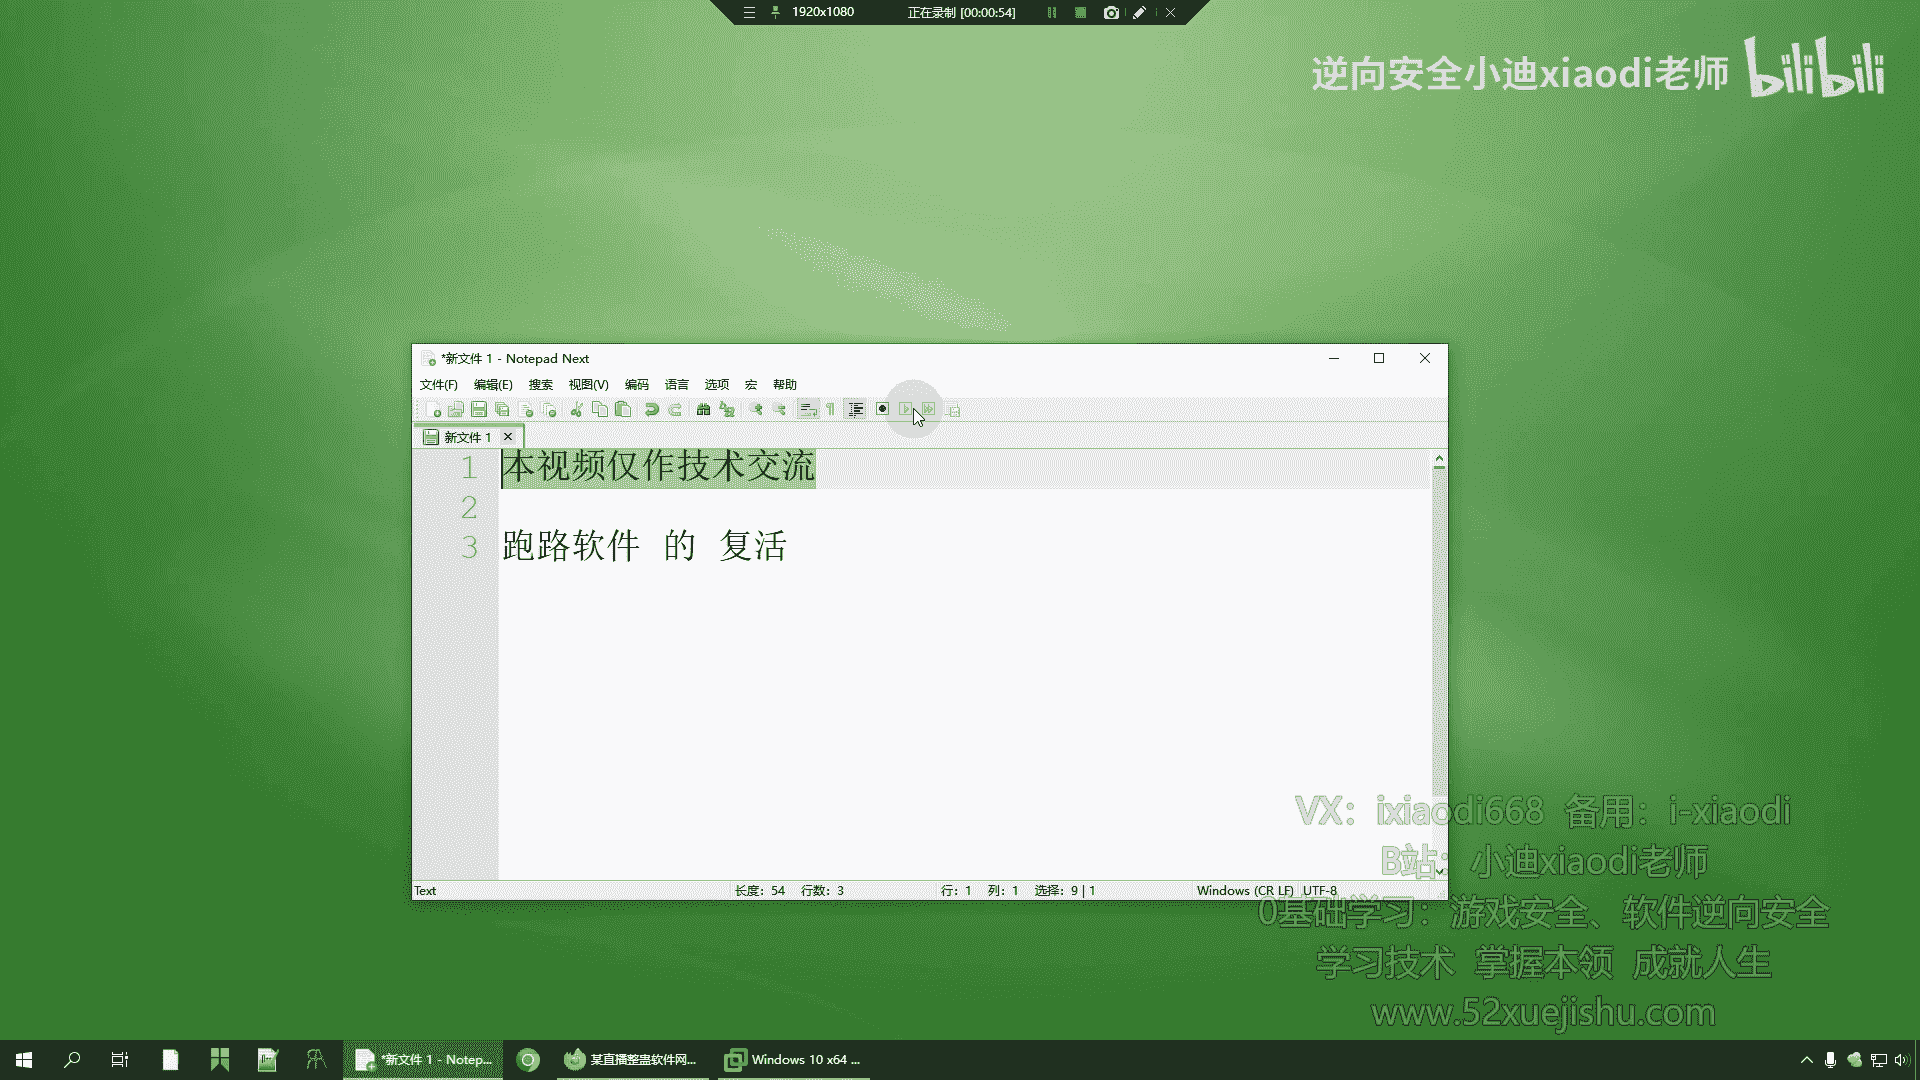 1920x1080 正在录制 [00:00:54]
逆向安全小迪xiaodi老师 bilibili
*新文件 1 - Notepad Next
文件(F) 编辑(E) 搜索 视图(V) 编码 语言 选项 宏 帮助
新文件 1
1 本视频仅作技术交流
2
3 跑路软件 的 复活
VX：ixiaodi668 备用：i-xiaodi
B站：小迪xiaodi老师
Text 长度：54 行数：3 行：1 列：1 选择：9 | 1 Windows (CR LF) UTF-8
0基础学习：游戏安全、软件逆向安全
学习技术 掌握本领 成就人生
www.52xuejishu.com
*新文件 1 - Notep... 某直播整蛊软件网... Windows 10 x64 ...